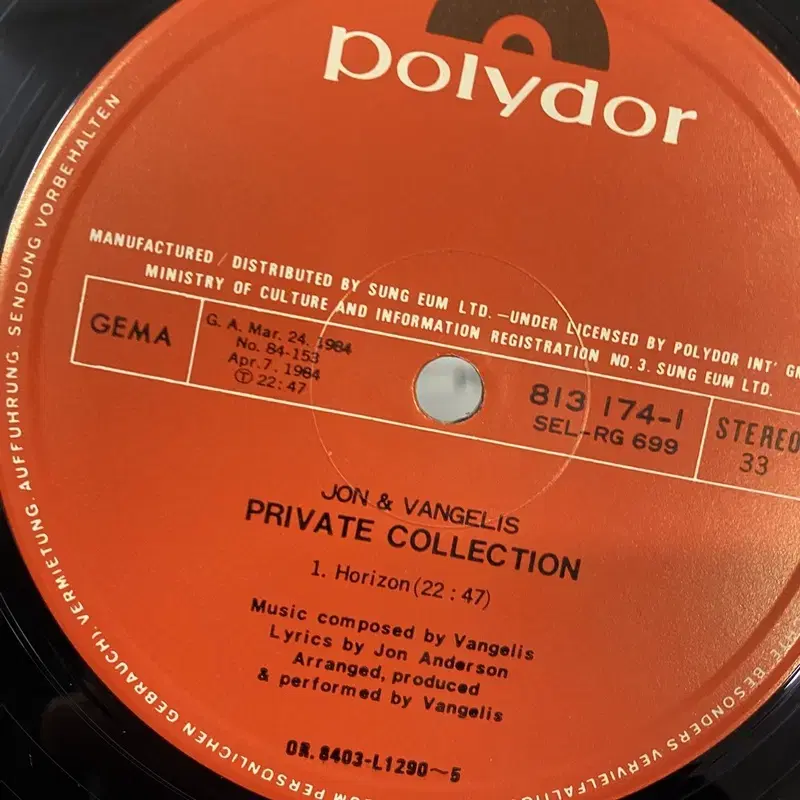 polydor
MANUFACTURED / DISTRIBUTED BY SUNG EUM LTD. —UNDER LICENSED BY POLYDOR INT' G
MINISTRY OF CULTURE AND INFORMATION REGISTRATION NO. 3. SUNG EUM LTD.
GEMA
G. A. Mar. 24. 1984
No. 84-153
Apr. 7. 1984
Ⓣ 22:47
813 174-1
SEL-RG 699
STEREO
33
JON & VANGELIS
PRIVATE COLLECTION
1. Horizon (22 : 47)
Music composed by Vangelis
Lyrics by Jon Anderson
Arranged, produced
& performed by Vangelis
OR. 8403-L1290~5
BESONDERS VERVIELFÄLTI
PERSÖNLICHEN GEBRAUCH), VERMIETUNG. AUFFÜHRUNG. SENDUNG VORBEHALTEN